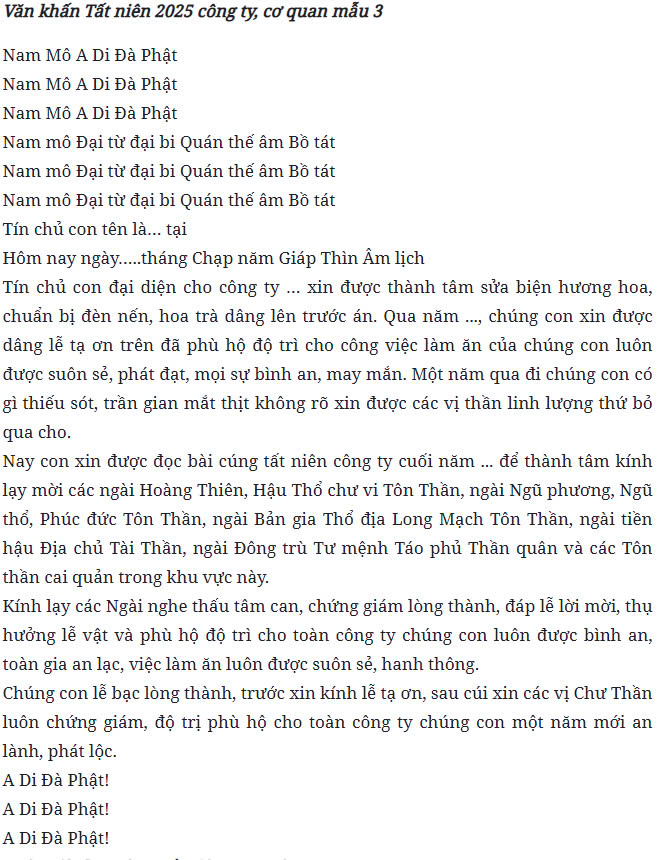 Văn khấn Tất niên 2025 công ty, cơ quan mẫu 3
Nam Mô A Di Đà Phật
Nam Mô A Di Đà Phật
Nam Mô A Di Đà Phật
Nam mô Đại từ đại bi Quán thế âm Bồ tát
Nam mô Đại từ đại bi Quán thế âm Bồ tát
Nam mô Đại từ đại bi Quán thế âm Bồ tát
Tín chủ con tên là... tại
Hôm nay ngày.....tháng Chạp năm Giáp Thìn Âm lịch
Tín chủ con đại diện cho công ty ... xin được thành tâm sửa biện hương hoa,
chuẩn bị đèn nến, hoa trà dâng lên trước án. Qua năm ..., chúng con xin được
dâng lễ tạ ơn trên đã phù hộ độ trì cho công việc làm ăn của chúng con luôn
được suôn sẻ, phát đạt, mọi sự bình an, may mắn. Một năm qua đi chúng con có
gì thiếu sót, trần gian mắt thịt không rõ xin được các vị thần linh lượng thứ bỏ
qua cho.
Nay con xin được đọc bài cúng tất niên công ty cuối năm ... để thành tâm kính
lạy mời các ngài Hoàng Thiên, Hậu Thổ chư vi Tôn Thần, ngài Ngũ phương, Ngũ
thổ, Phúc đức Tôn Thần, ngài Bản gia Thổ địa Long Mạch Tôn Thần, ngài tiền
hậu Địa chủ Tài Thần, ngài Đông trù Tư mệnh Táo phủ Thần quân và các Tôn
thần cai quản trong khu vực này.
Kính lạy các Ngài nghe thấu tâm can, chứng giám lòng thành, đáp lễ lời mời, thụ
hưởng lễ vật và phù hộ độ trì cho toàn công ty chúng con luôn được bình an,
toàn gia an lạc, việc làm ăn luôn được suôn sẻ, hanh thông.
Chúng con lễ bạc lòng thành, trước xin kính lễ tạ ơn, sau cúi xin các vị Chư Thần
luôn chứng giám, độ trị phù hộ cho toàn công ty chúng con một năm mới an
lành, phát lộc.
A Di Đà Phật!
A Di Đà Phật!
A Di Đà Phật!